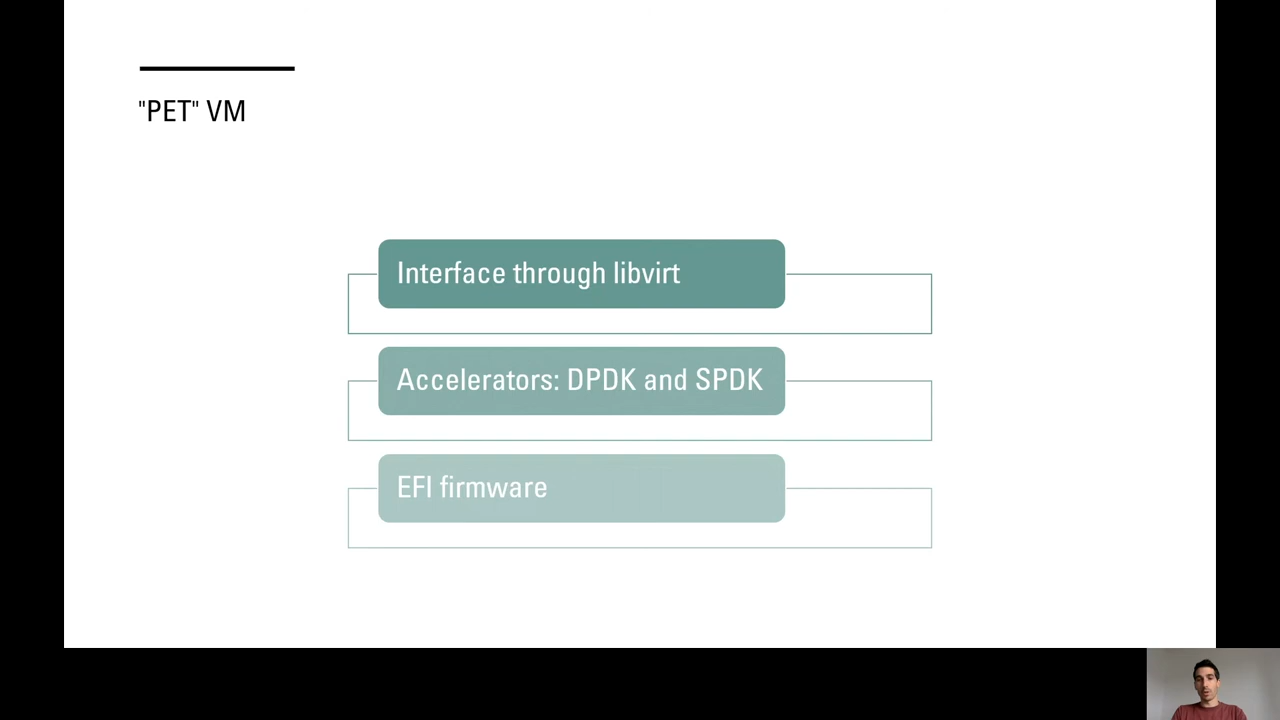 "PET" VM
Interface through libvirt
Accelerators: DPDK and SPDK
EFI firmware